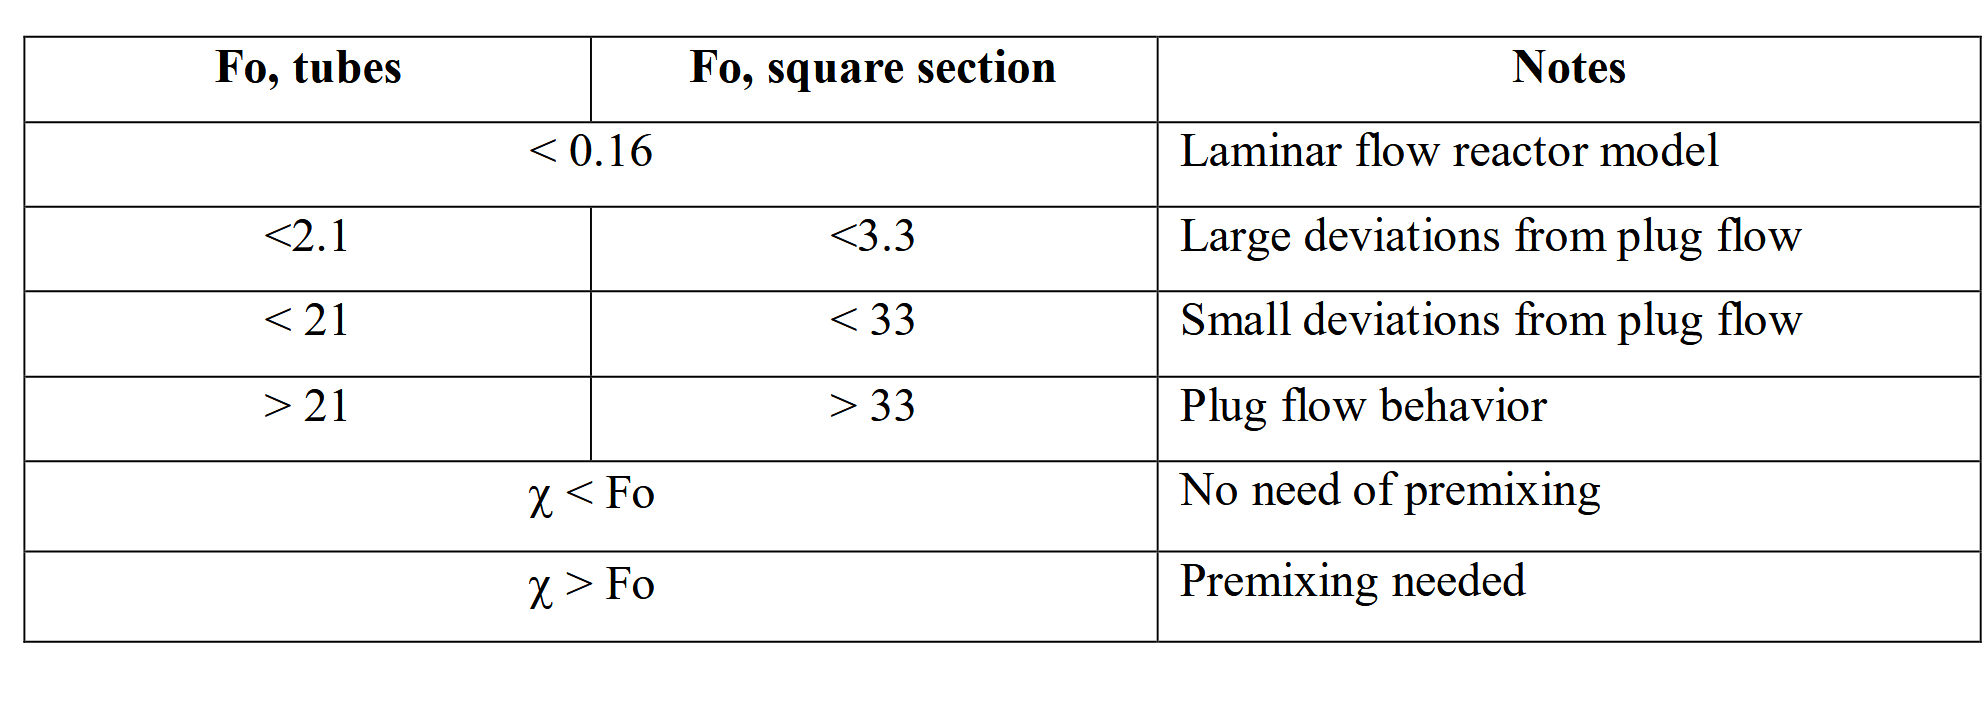 Fo, tubes Fo, square section Notes
< 0.16 Laminar flow reactor model
<2.1 <3.3 Large deviations from plug flow
< 21 < 33 Small deviations from plug flow
> 21 > 33 Plug flow behavior
χ < Fo No need of premixing
χ > Fo Premixing needed